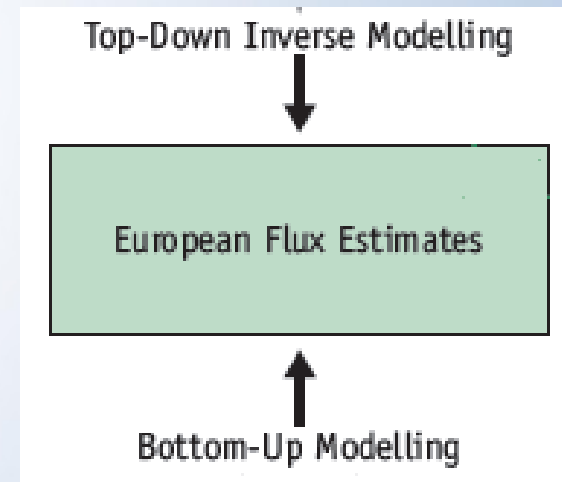 Top-Down Inverse Modelling
European Flux Estimates
Bottom-Up Modelling